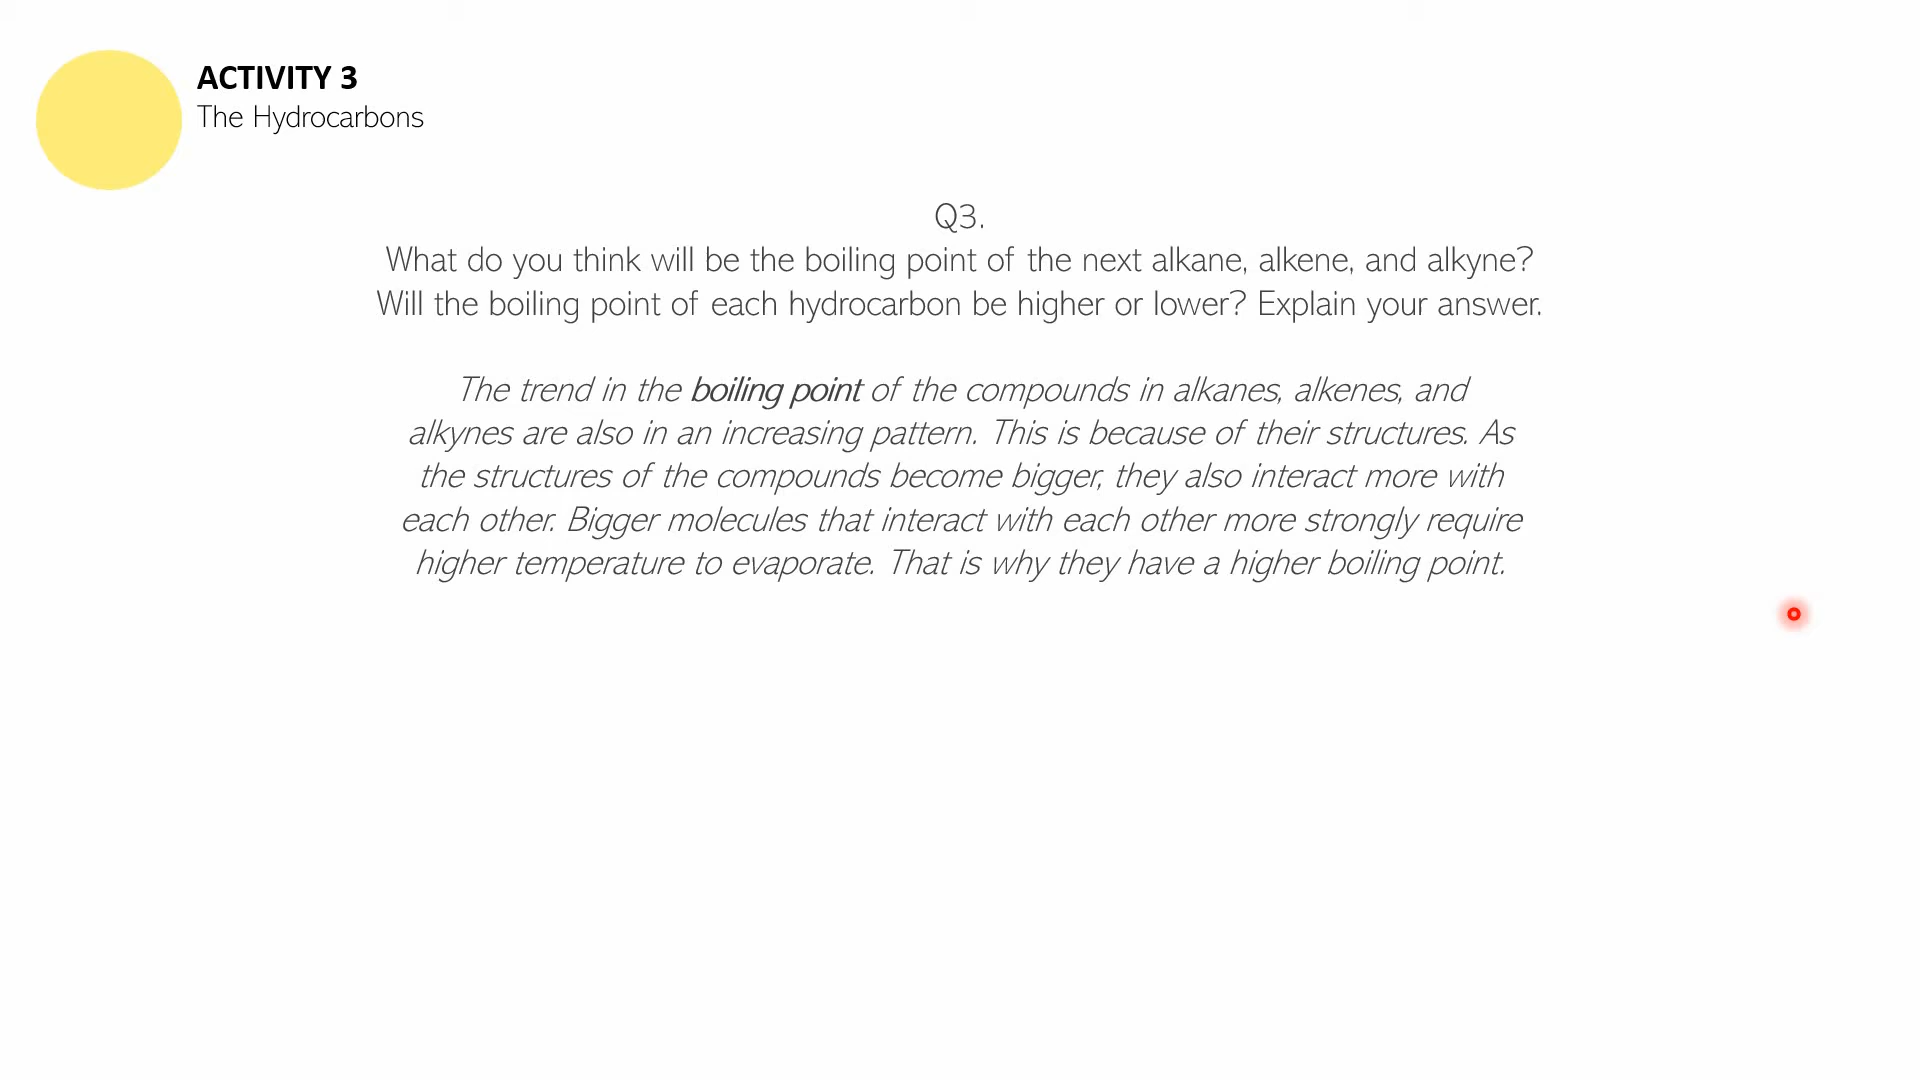 ACTIVITY 3
The Hydrocarbons
Q3.
What do you think will be the boiling point of the next alkane, alkene, and alkyne?
Will the boiling point of each hydrocarbon be higher or lower? Explain your answer.
The trend in the boiling point of the compounds in alkanes, alkenes, and
alkynes are also in an increasing pattern. This is because of their structures. As
the structures of the compounds become bigger, they also interact more with
each other. Bigger molecules that interact with each other more strongly require
higher temperature to evaporate. That is why they have a higher boiling point.